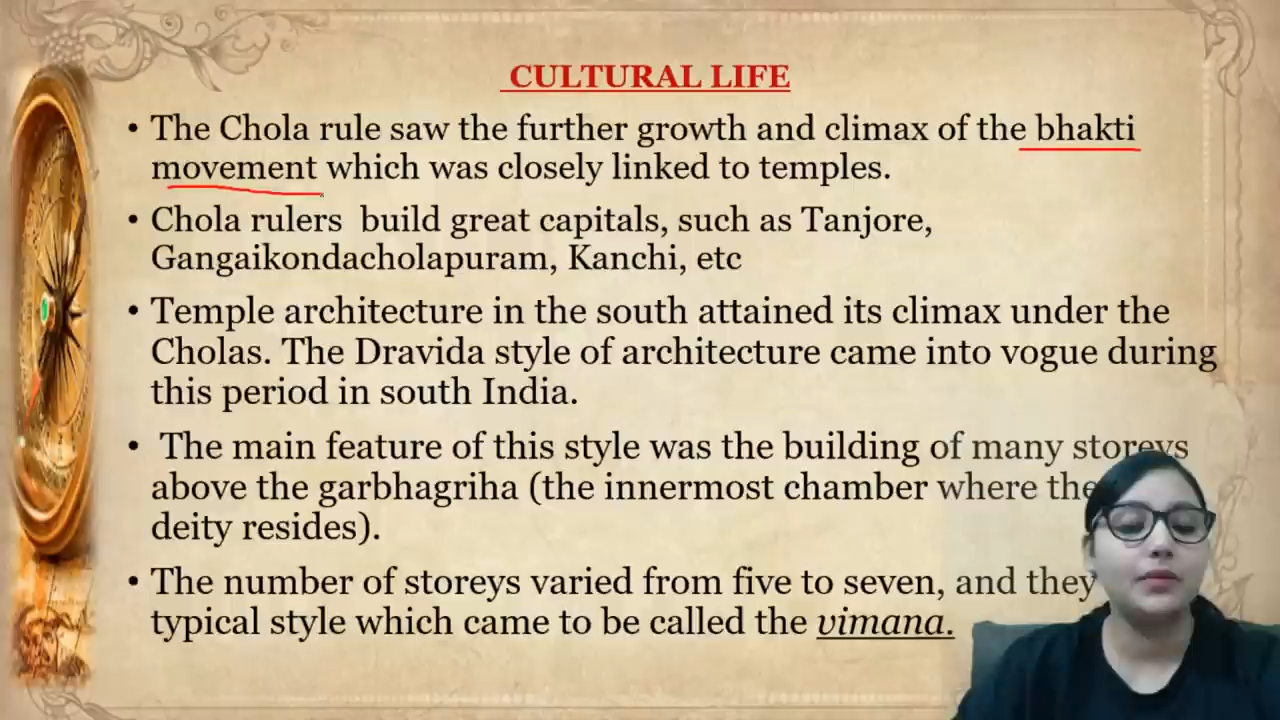 CULTURAL LIFE
• The Chola rule saw the further growth and climax of the bhakti
movement which was closely linked to temples.
• Chola rulers build great capitals, such as Tanjore,
Gangaikondacholapuram, Kanchi, etc
• Temple architecture in the south attained its climax under the
Cholas. The Dravida style of architecture came into vogue during
this period in south India.
• The main feature of this style was the building of many storeys
above the garbhagriha (the innermost chamber where the
deity resides).
• The number of storeys varied from five to seven, and they
typical style which came to be called the vimana.